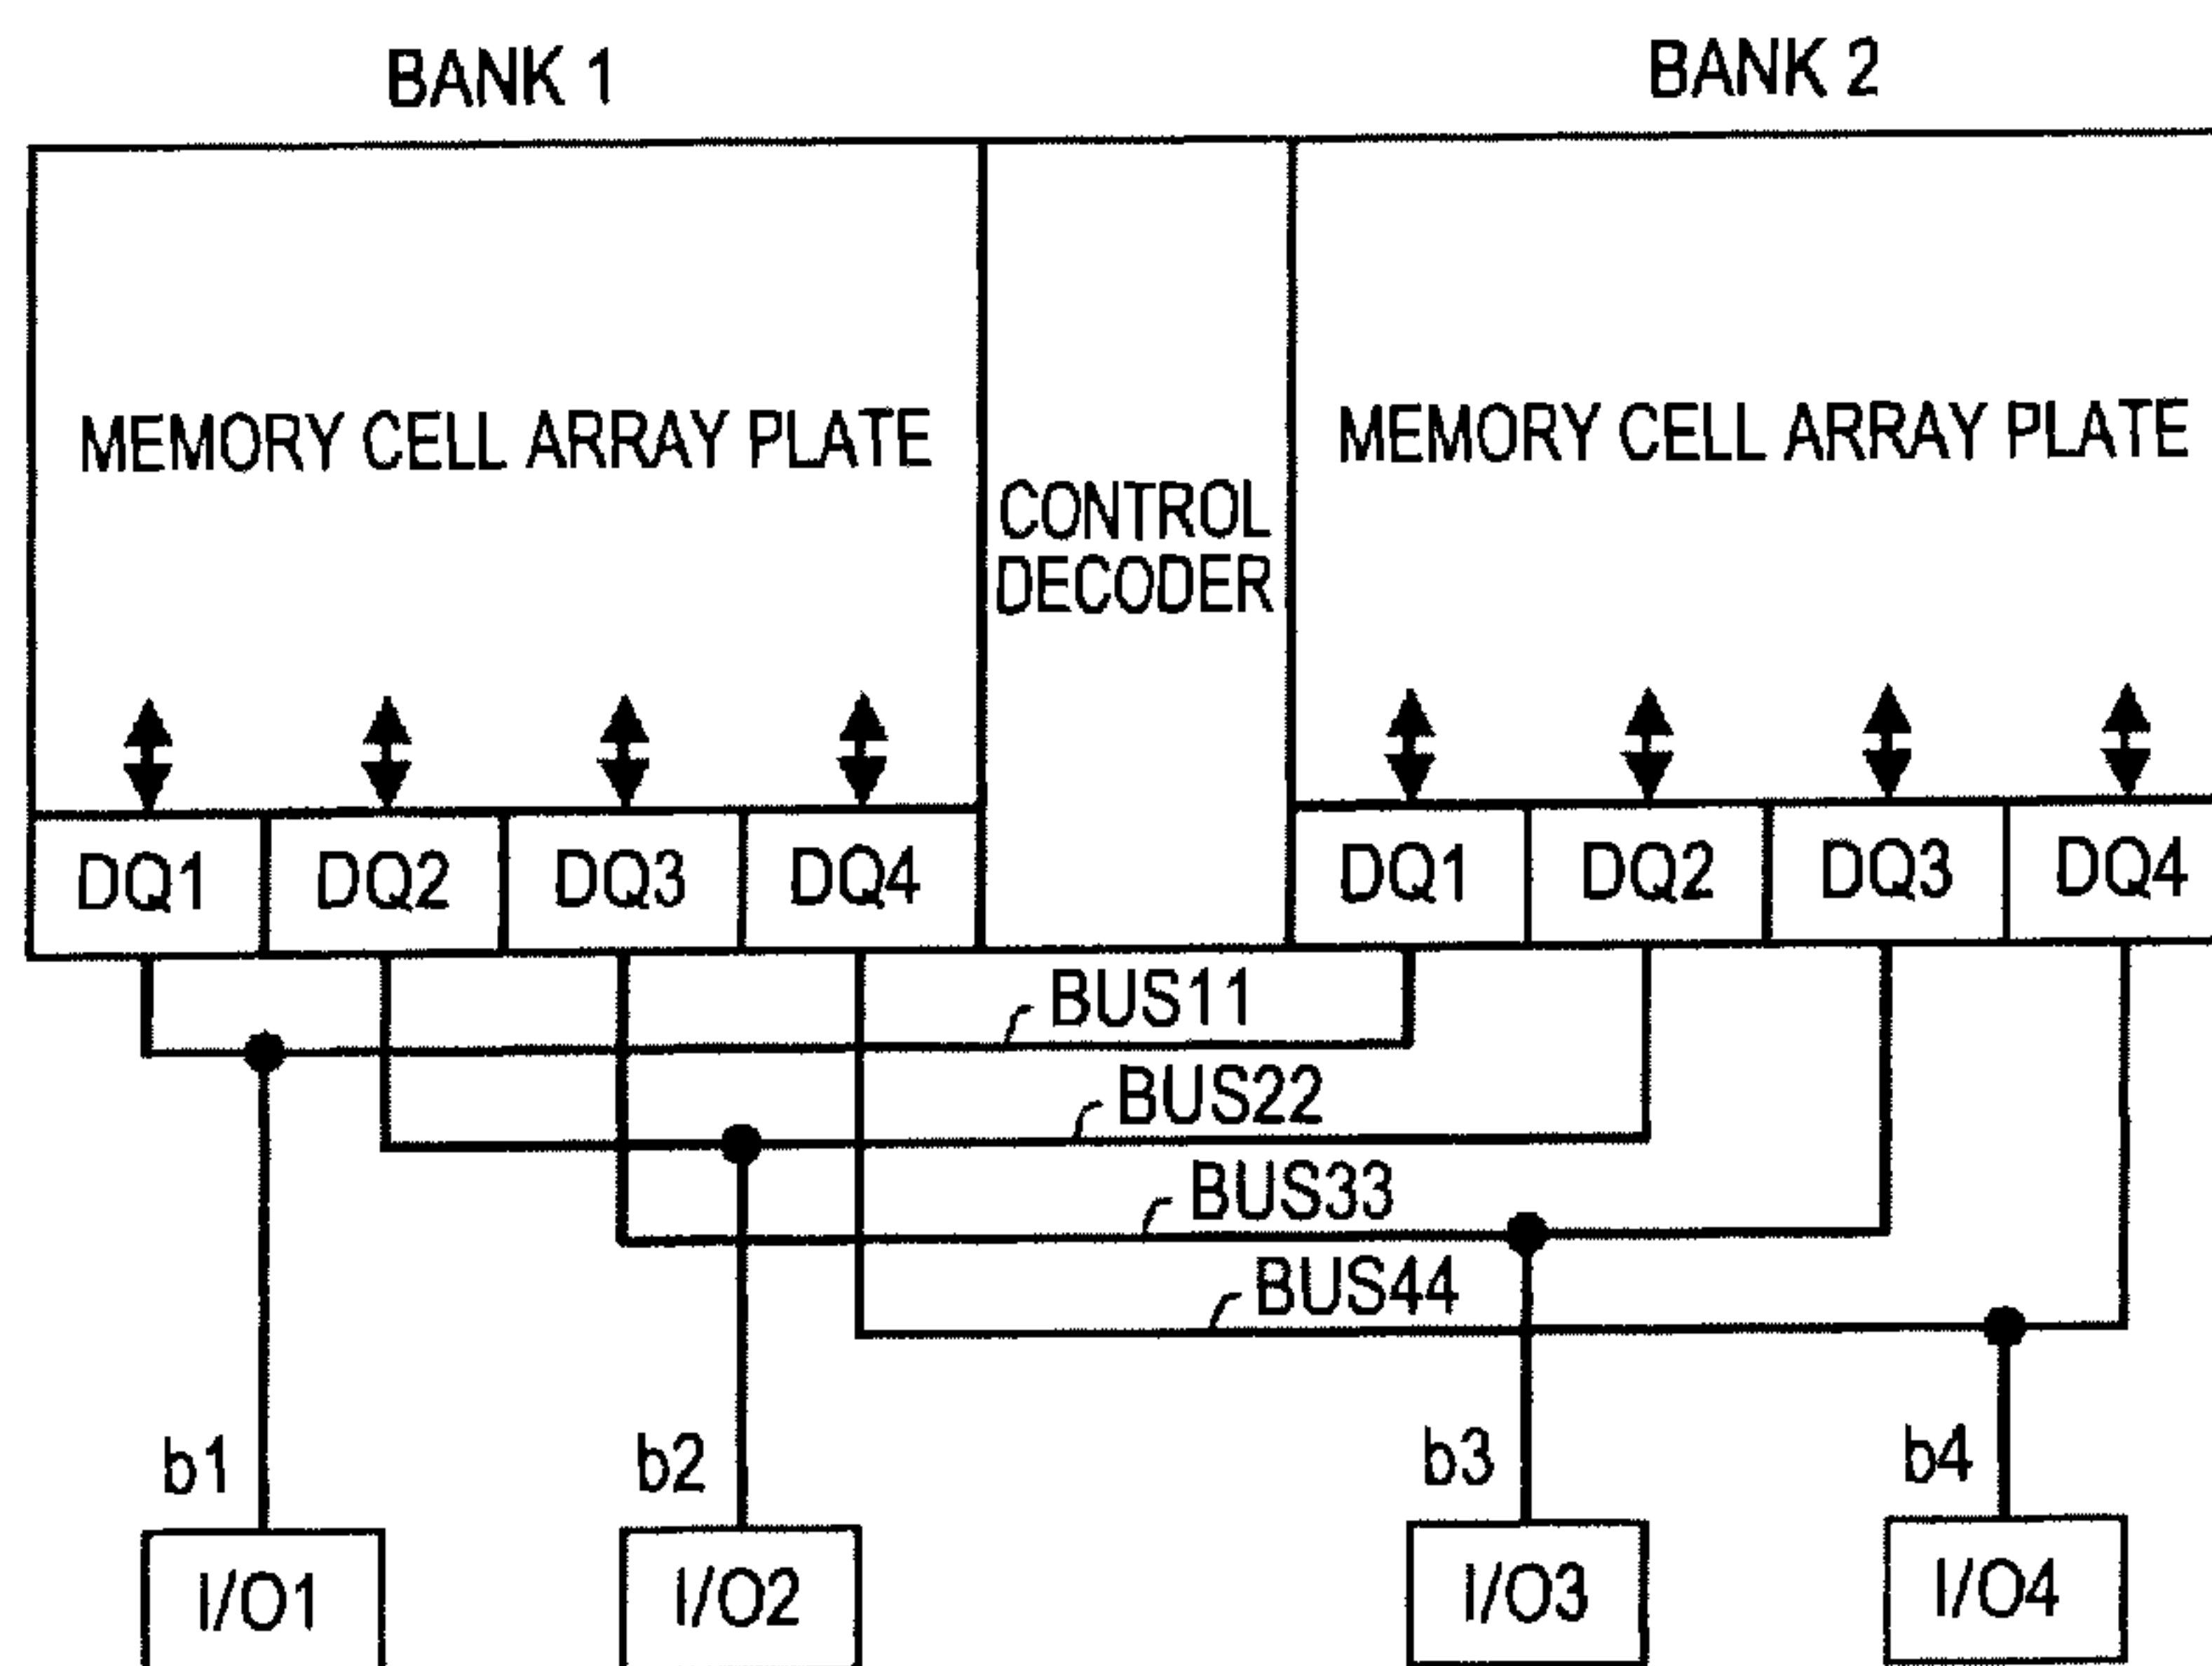 BANK 1
BANK 2
MEMORY CELL ARRAY PLATE
CONTROL
DECODER
MEMORY CELL ARRAY PLATE
DQ1
DQ2
DQ3
DQ4
DQ1
DQ2
DQ3
DQ4
BUS11
BUS22
BUS33
BUS44
b1
b2
b3
b4
I/O1
I/O2
I/O3
I/O4